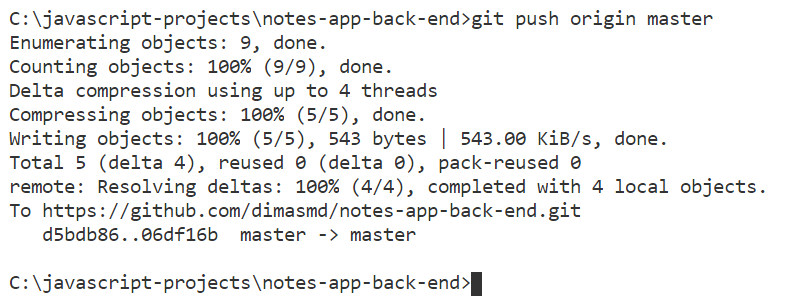 C:\javascript-projects\notes-app-back-end>git push origin master
Enumerating objects: 9, done.
Counting objects: 100% (9/9), done.
Delta compression using up to 4 threads
Compressing objects: 100% (5/5), done.
Writing objects: 100% (5/5), 543 bytes | 543.00 KiB/s, done.
Total 5 (delta 4), reused 0 (delta 0), pack-reused 0
remote: Resolving deltas: 100% (4/4), completed with 4 local objects.
To https://github.com/dimasmd/notes-app-back-end.git
   d5bdb86..06df16b  master -> master
C:\javascript-projects\notes-app-back-end>